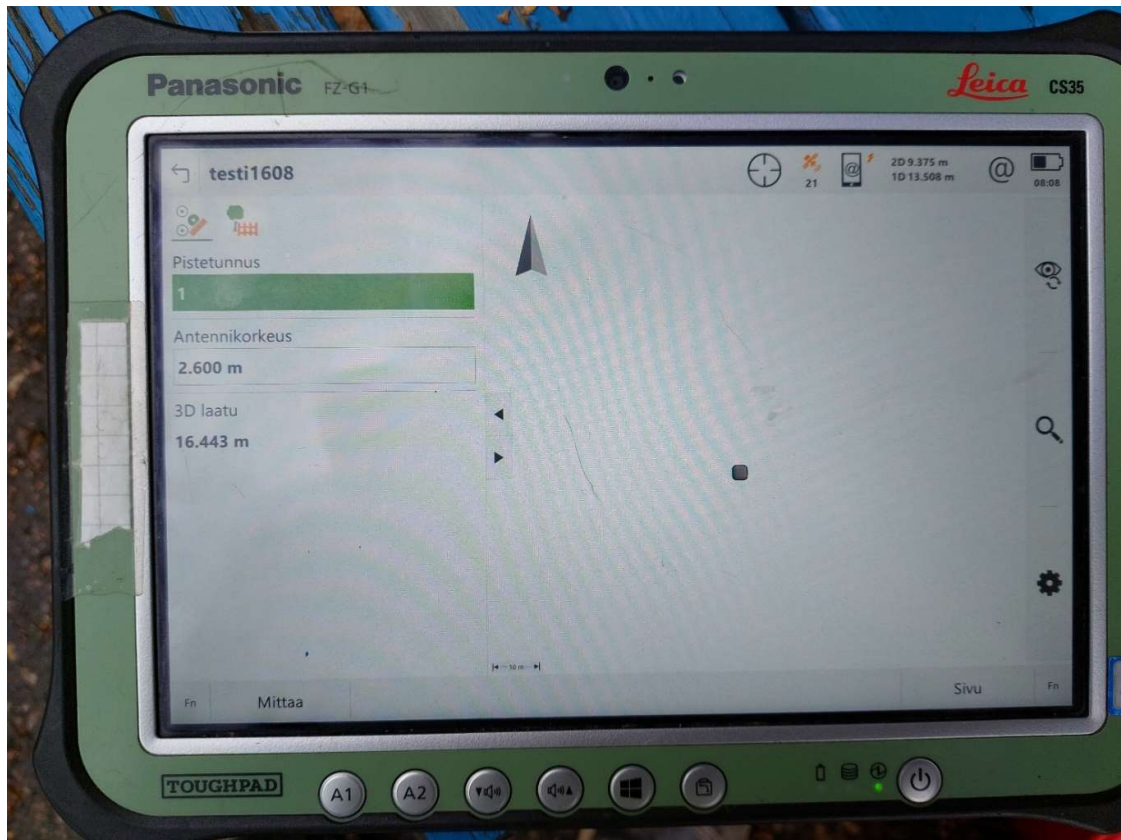 Panasonic FZ-G1
Leica CS35
testi1608
21
@
2D 9.375 m
1D 13.508 m
@
08:08
Pistetunnus
1
Antennikorkeus
2.600 m
3D laatu
16.443 m
Fn
Mittaa
Sivu
Fn
TOUGHPAD
A1
A2